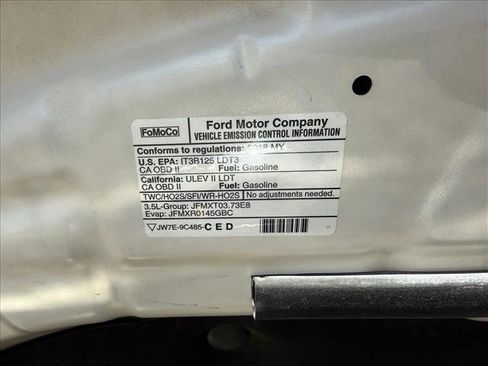 FoMoCo
Ford Motor Company
VEHICLE EMISSION CONTROL INFORMATION
Conforms to regulations: 2018 MY
U.S. EPA: IT3B125 LDT3
CA OBD II Fuel: Gasoline
California: ULEV II LDT
CA OBD II Fuel: Gasoline
TWC/HO2S/SFI/WR-HO2S No adjustments needed.
3.5L-Group: JFMXT03.73E8
Evap: JFMXR0145GBC
JW7E-9C485- C E D